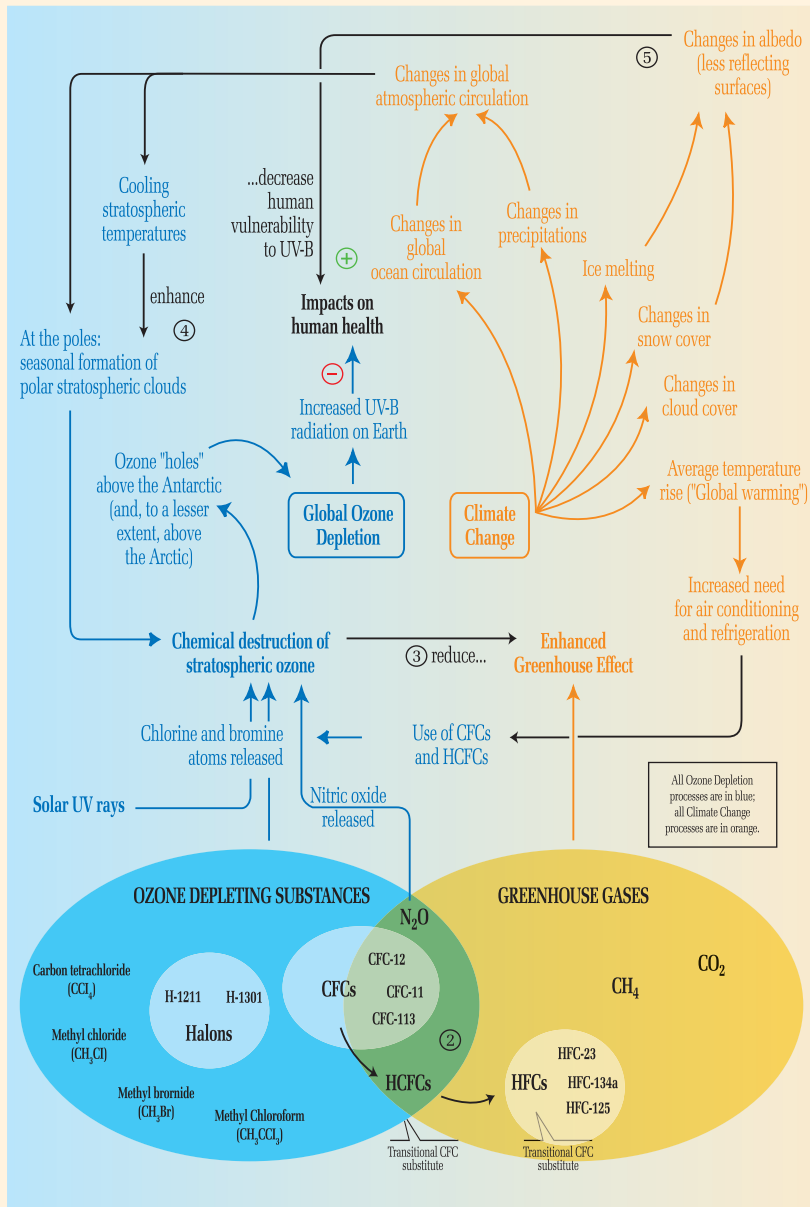 Changes in albedo
(less reflecting
surfaces)
5
Changes in global
atmospheric circulation
Cooling
stratospheric
temperatures
...decrease
human
vulnerability
to UV-B
+
Changes in
global
ocean circulation
Changes in
precipitations
Ice melting
enhance
4
Impacts on
human health
Changes in
snow cover
At the poles:
seasonal formation of
polar stratospheric clouds
−
Changes in
cloud cover
Increased UV-B
radiation on Earth
Ozone "holes"
above the Antarctic
(and, to a lesser
extent, above
the Arctic)
Average temperature
rise ("Global warming")
Global Ozone
Depletion
Climate
Change
Increased need
for air conditioning
and refrigeration
Chemical destruction of
stratospheric ozone
3 reduce...
Enhanced
Greenhouse Effect
Chlorine and bromine
atoms released
Use of CFCs
and HCFCs
Solar UV rays
Nitric oxide
released
All Ozone Depletion
processes are in blue;
all Climate Change
processes are in orange.
OZONE DEPLETING SUBSTANCES
GREENHOUSE GASES
N₂O
Carbon tetrachloride
(CCI₄)
H-1211
H-1301
Halons
CFCs
CFC-12
CFC-11
CFC-113
CO₂
CH₄
Methyl chloride
(CH₃CI)
2
HCFCs
HFCs
HFC-23
HFC-134a
HFC-125
Methyl brornide
(CH₃Br)
Methyl Chloroform
(CH₃CCI₃)
Transitional CFC
substitute
Transitional CFC
substitute